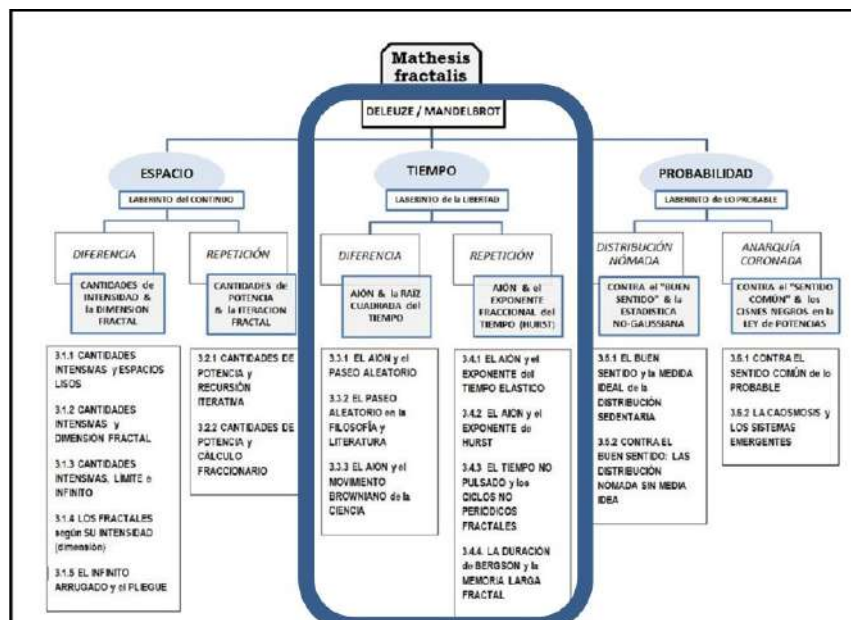 Mathesis
fractalis
DELEUZE / MANDELBROT
ESPACIO
LABERINTO del CONTINUO
DIFERENCIA
CANTIDADES de
INTENSIDAD &
la DIMENSION
FRACTAL
3.1.1 CANTIDADES
INTENSMAS y ESPACIOS
LISOS
3.1.2 CANTIDADES
INTENSMAS y
DIMENSIÓN FRACTAL
3.1.3 CANTIDADES
INTENSMAS, LÍMITE e
INFINITO
3.1.4 LOS FRACTALES
según SU INTENSIDAD
(dimensión)
3.1.5 EL INFINITO
ARRUGADO y el PLIEGUE
REPETICIÓN
CANTIDADES de
POTENCIA
& la ITERACION
FRACTAL
3.2.1 CANTIDADES DE
POTENCIA y
RECURSIÓN
ITERATIVA
3.2.2 CANTIDADES DE
POTENCIA y
CÁLCULO
FRACCIONARIO
TIEMPO
LABERINTO de la LIBERTAD
DIFERENCIA
AIÓN & la RAÍZ
CUADRADA del
TIEMPO
3.3.1 EL AIÓN y el
PASEO ALEATORIO
3.3.2 EL PASEO
ALEATORIO en la
FILOSOFÍA y
LITERATURA
3.3.3 EL AIÓN y el
MOVIMIENTO
BROWNIANO de la
CIENCIA
REPETICIÓN
AIÓN & el
EXPONENTE
FRACCIONAL del
TIEMPO (HURST)
3.4.1 EL AIÓN y el
EXPONENTE del
TIEMPO ELASTICO
3.4.2 EL AIÓN y el
EXPONENTE de
HURST
3.4.3 EL TIEMPO NO
PULSADO y los
CICLOS NO
PERIODICOS
FRACTALES
3.4.4. LA DURACIÓN
de BERGSON y la
MEMORIA LARGA
FRACTAL
PROBABILIDAD
LABERINTO de LO PROBABLE
DISTRIBUCIÓN
NÓMADA
CONTRA el "BUEN
SENTIDO" & la
ESTADISTICA
NO-GAUSSIANA
3.5.1 EL BUEN
SENTIDO y la MEDIDA
IDEAL de la
DISTRIBUCIÓN
SEDENTARIA
3.5.2 CONTRA EL
BUEN SENTIDO: LAS
DISTRIBUCIÓN
NOMADA SIN MEDIA
IDEA
ANARQUÍA
CORONADA
CONTRA el "SENTIDO
COMÚN" & los
CISNES NEGROS en la
LEY de POTENCIAS
3.6.1 CONTRA EL
SENTIDO COMÚN de lo
PROBABLE
3.6.2 LA CAOSMOSIS y
LOS SISTEMAS
EMERGENTES